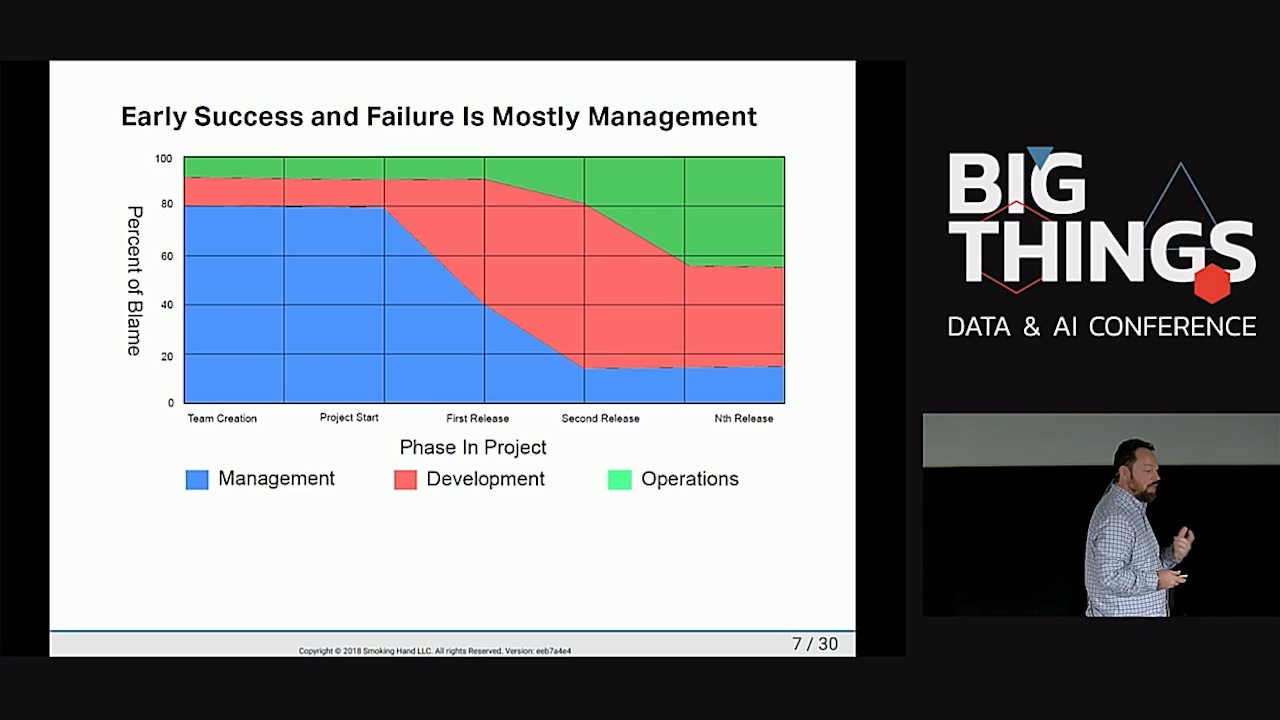 Early Success and Failure Is Mostly Management
100
80
60
40
20
0
Percent of Blame
Team Creation
Project Start
First Release
Second Release
Nth Release
Phase In Project
Management
Development
Operations
Copyright © 2018 Smoking Hand LLC. All rights Reserved. Version: eeb7a4e4
7 / 30
BIG
THINGS
DATA & AI CONFERENCE